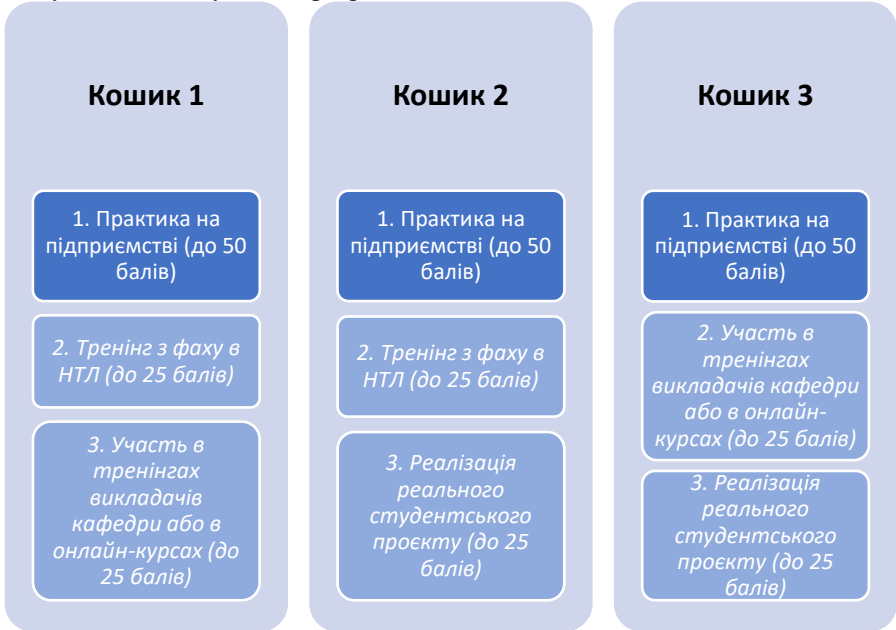 Кошик 1
1. Практика на
підприємстві (до 50
балів)
2. Тренінг з фаху в
НТЛ (до 25 балів)
3. Участь в
тренінгах
викладачів
кафедри або в
онлайн-курсах (до
25 балів)
Кошик 2
1. Практика на
підприємстві (до 50
балів)
2. Тренінг з фаху в
НТЛ (до 25 балів)
3. Реалізація
реального
студентського
проєкту (до 25
балів)
Кошик 3
1. Практика на
підприємстві (до 50
балів)
2. Участь в
тренінгах
викладачів кафедри
або в онлайн-
курсах (до 25 балів)
3. Реалізація
реального
студентського
проєкту (до 25
балів)